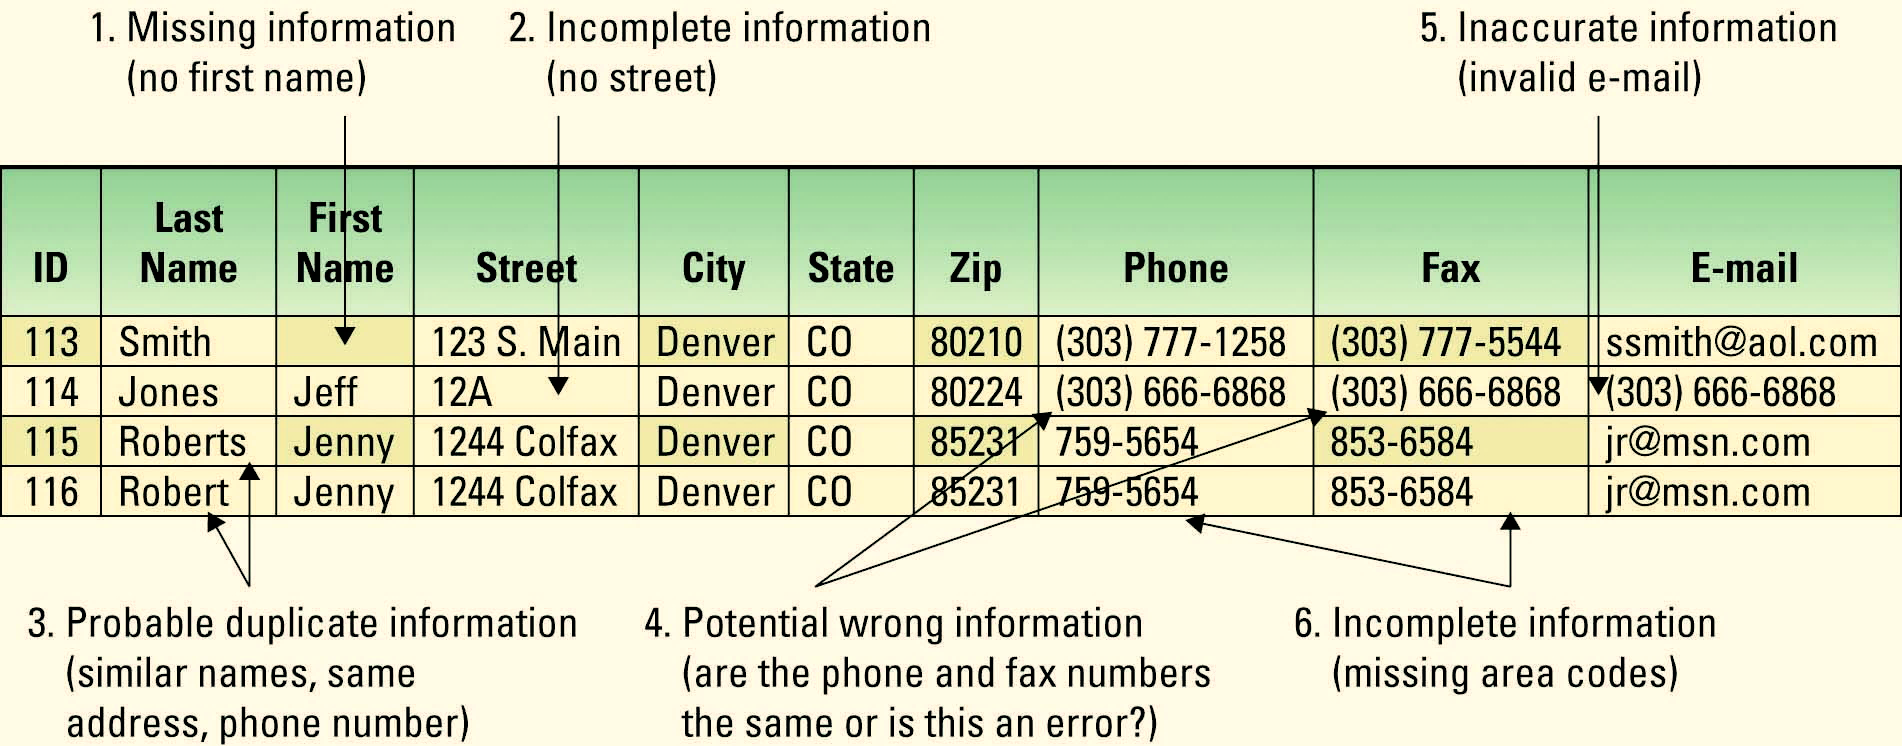 1. Missing information
(no first name)
2. Incomplete information
(no street)
5. Inaccurate information
(invalid e-mail)
ID Last Name First Name Street City State Zip Phone Fax E-mail
113 Smith 123 S. Main Denver CO 80210 (303) 777-1258 (303) 777-5544 ssmith@aol.com
114 Jones Jeff 12A Denver CO 80224 (303) 666-6868 (303) 666-6868 (303) 666-6868
115 Roberts Jenny 1244 Colfax Denver CO 85231 759-5654 853-6584 jr@msn.com
116 Robert Jenny 1244 Colfax Denver CO 85231 759-5654 853-6584 jr@msn.com
3. Probable duplicate information
(similar names, same
address, phone number)
4. Potential wrong information
(are the phone and fax numbers
the same or is this an error?)
6. Incomplete information
(missing area codes)